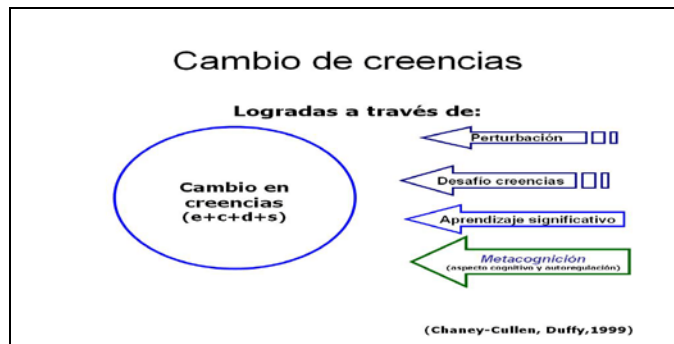 Cambio de creencias
Logradas a través de:
Perturbación
Desafío creencias
Cambio en
creencias
(e+c+d+s)
Aprendizaje significativo
Metacognición
(aspecto cognitivo y autoregulación)
(Chaney-Cullen, Duffy,1999)